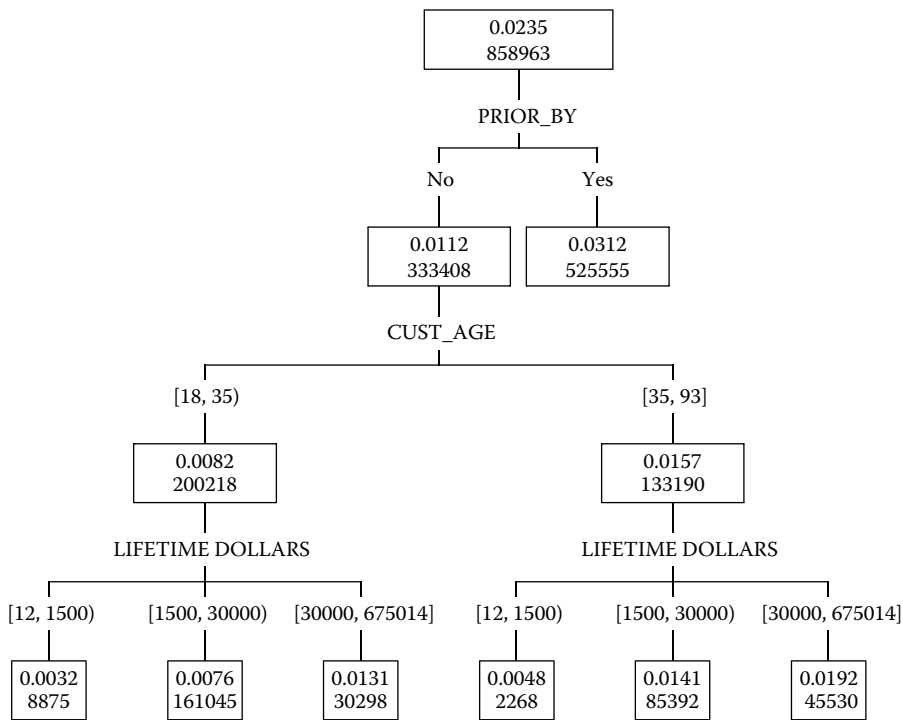 0.0235
858963
PRIOR_BY
No Yes
0.0112 0.0312
333408 525555
CUST_AGE
[18, 35) [35, 93]
0.0082 0.0157
200218 133190
LIFETIME DOLLARS LIFETIME DOLLARS
[12, 1500) [1500, 30000) [30000, 675014] [12, 1500) [1500, 30000) [30000, 675014]
0.0032 0.0076 0.0131 0.0048 0.0141 0.0192
8875 161045 30298 2268 85392 45530